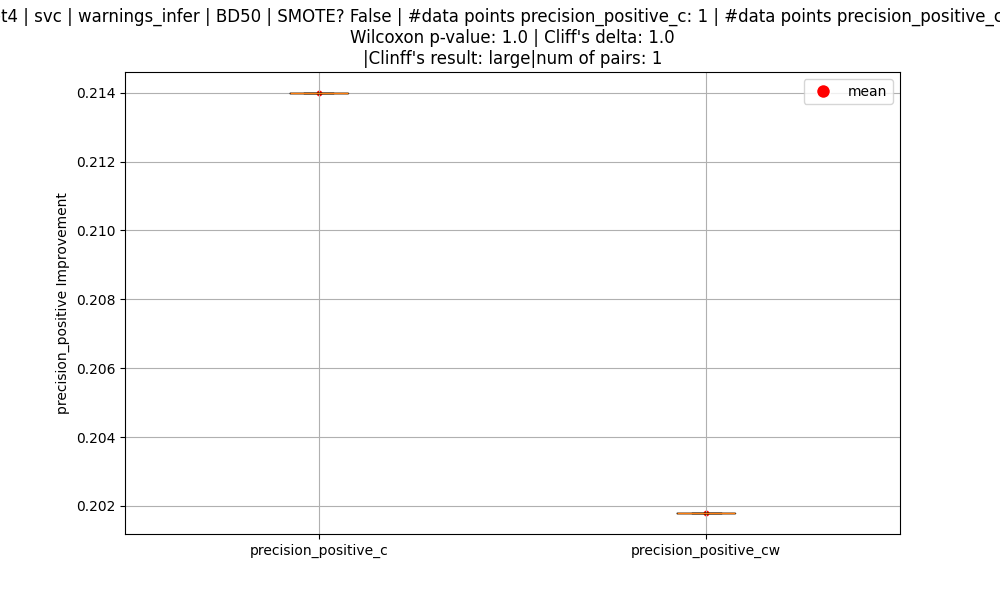 t4 | svc | warnings_infer | BD50 | SMOTE? False | #data points precision_positive_c: 1 | #data points precision_positive_c
Wilcoxon p-value: 1.0 | Cliff's delta: 1.0
|Clinff's result: large|num of pairs: 1
mean
0.214
0.212
0.210
0.208
0.206
0.204
0.202
precision_positive Improvement
precision_positive_c
precision_positive_cw